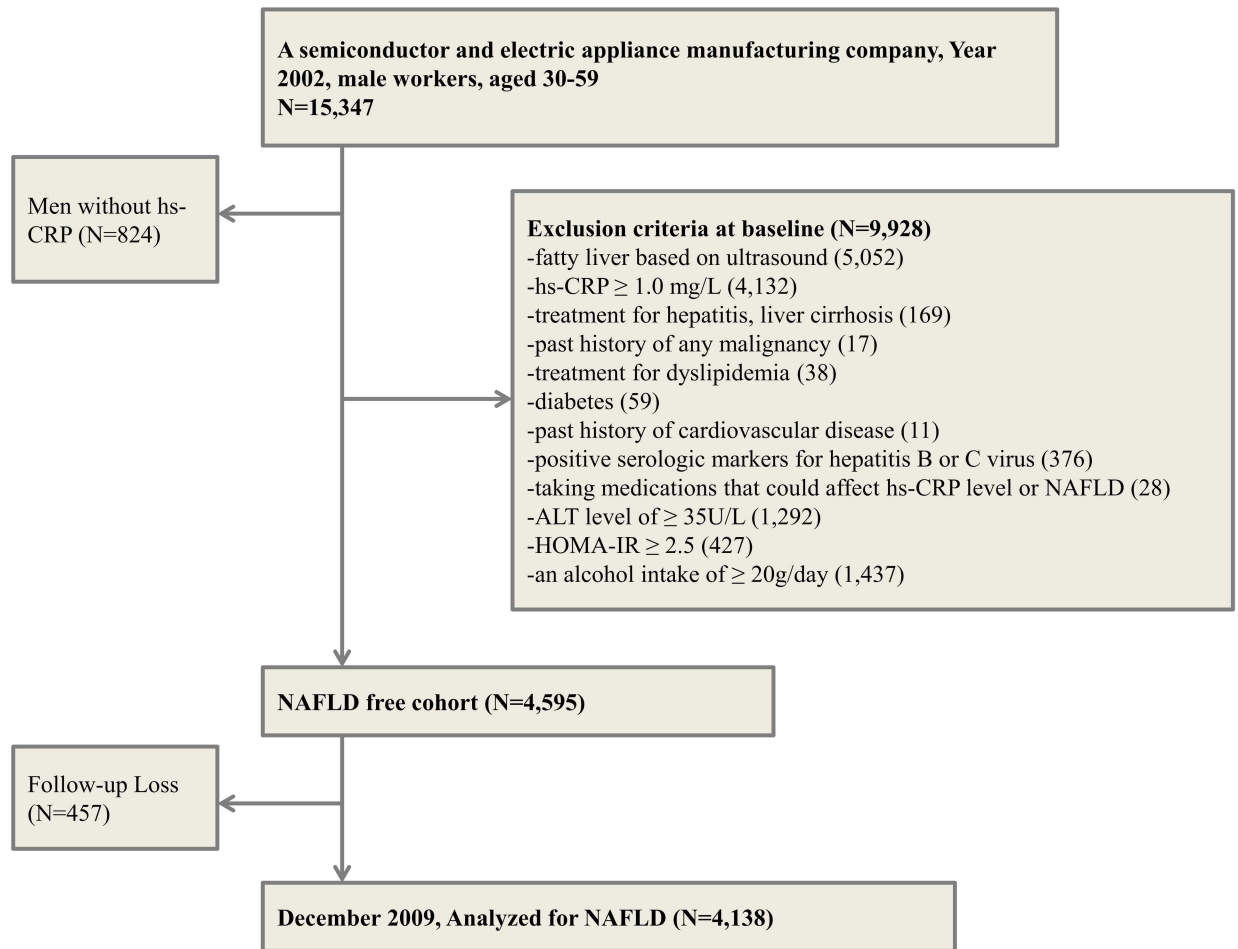 A semiconductor and electric appliance manufacturing company, Year
2002, male workers, aged 30-59
N=15,347
Men without hs-
CRP (N=824)
Exclusion criteria at baseline (N=9,928)
-fatty liver based on ultrasound (5,052)
-hs-CRP ≥ 1.0 mg/L (4,132)
-treatment for hepatitis, liver cirrhosis (169)
-past history of any malignancy (17)
-treatment for dyslipidemia (38)
-diabetes (59)
-past history of cardiovascular disease (11)
-positive serologic markers for hepatitis B or C virus (376)
-taking medications that could affect hs-CRP level or NAFLD (28)
-ALT level of ≥ 35U/L (1,292)
-HOMA-IR ≥ 2.5 (427)
-an alcohol intake of ≥ 20g/day (1,437)
NAFLD free cohort (N=4,595)
Follow-up Loss
(N=457)
December 2009, Analyzed for NAFLD (N=4,138)